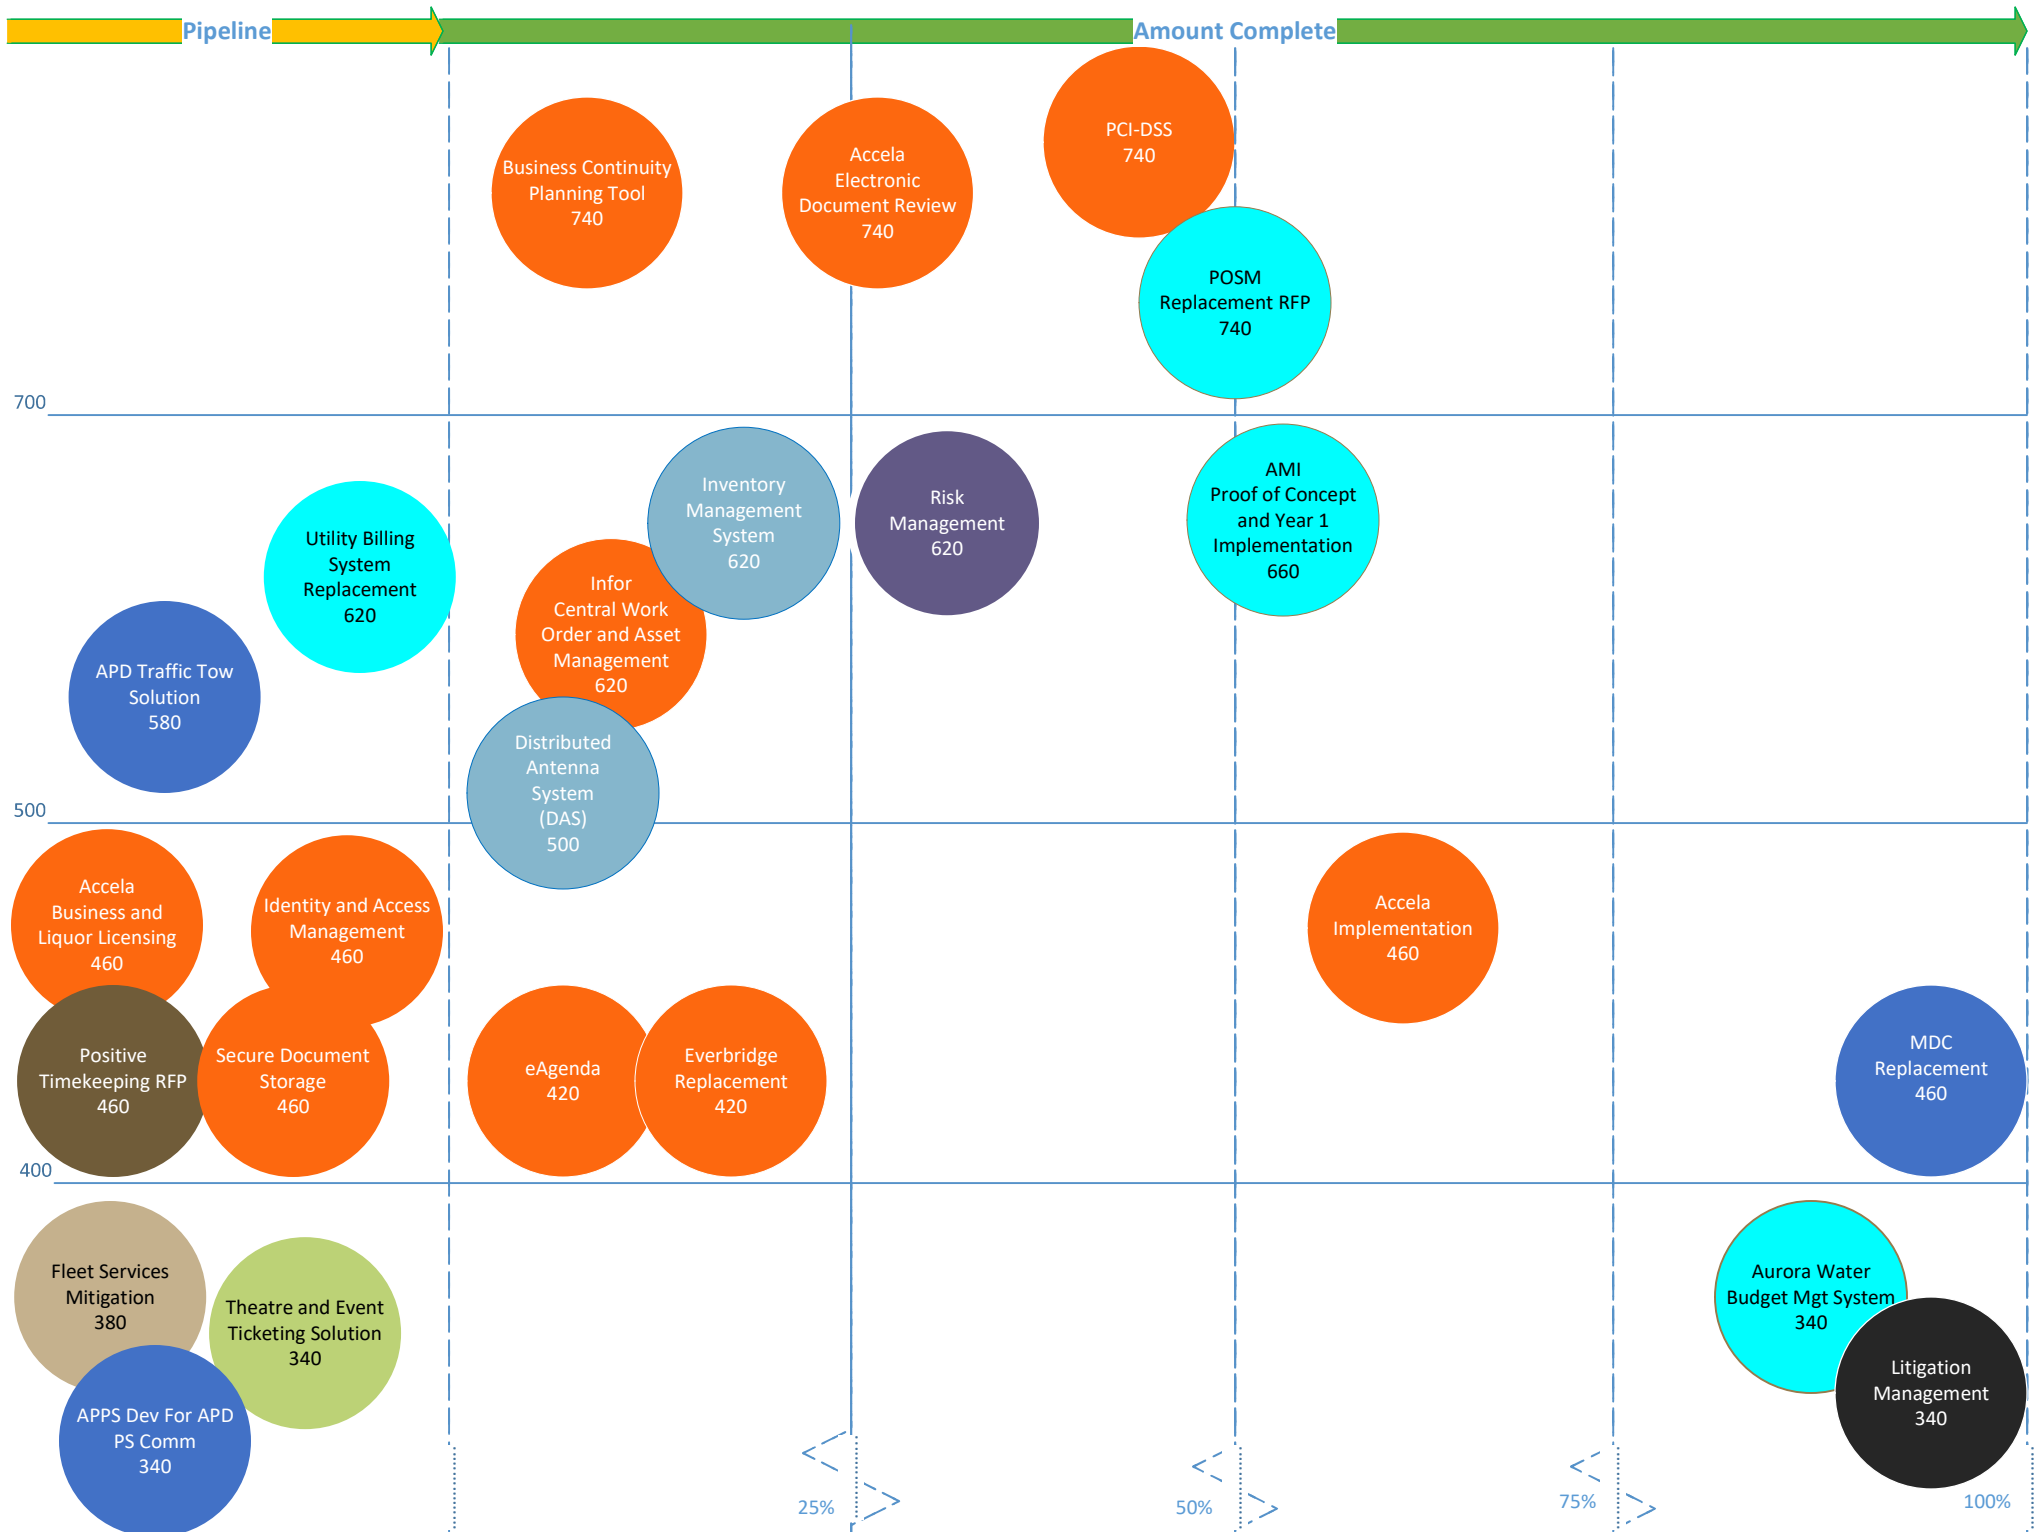 Pipeline
Amount Complete
Business Continuity
Planning Tool
740
Accela
Electronic
Document Review
740
PCI-DSS
740
POSM
Replacement RFP
740
700
Utility Billing
System
Replacement
620
Inventory
Management
System
620
Risk
Management
620
AMI
Proof of Concept
and Year 1
Implementation
660
Infor
Central Work
Order and Asset
Management
620
APD Traffic Tow
Solution
580
Distributed
Antenna
System
(DAS)
500
500
Accela
Business and
Liquor Licensing
460
Identity and Access
Management
460
Accela
Implementation
460
Positive
Timekeeping RFP
460
Secure Document
Storage
460
eAgenda
420
Everbridge
Replacement
420
MDC
Replacement
460
400
Fleet Services
Mitigation
380
Theatre and Event
Ticketing Solution
340
APPS Dev For APD
PS Comm
340
Aurora Water
Budget Mgt System
340
Litigation
Management
340
25%
50%
75%
100%